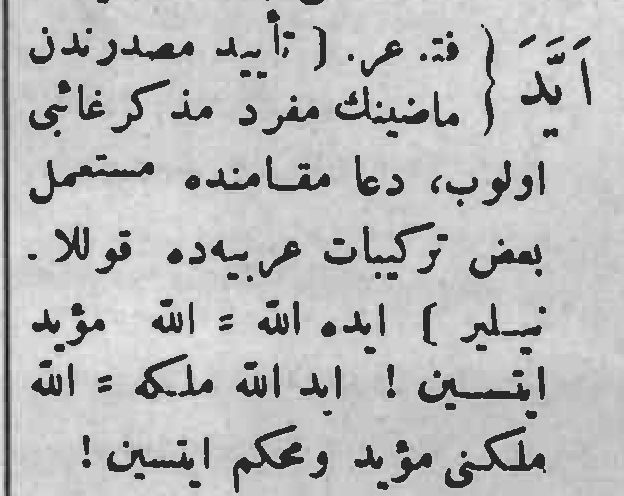 اَيَّدَ { فتـ. عر. [ تأييد مصدرندن
ماضينك مفرد مذكر غائبى
اولوب، دعا مقامنده مستعمل
بعض تركيبات عربيه‌ده قوللا.
نيلير ] ايده الله = الله مؤيد
ايتسين ! ايد الله ملكه = الله
ملكنى مؤيد ومحكم ايتسين !